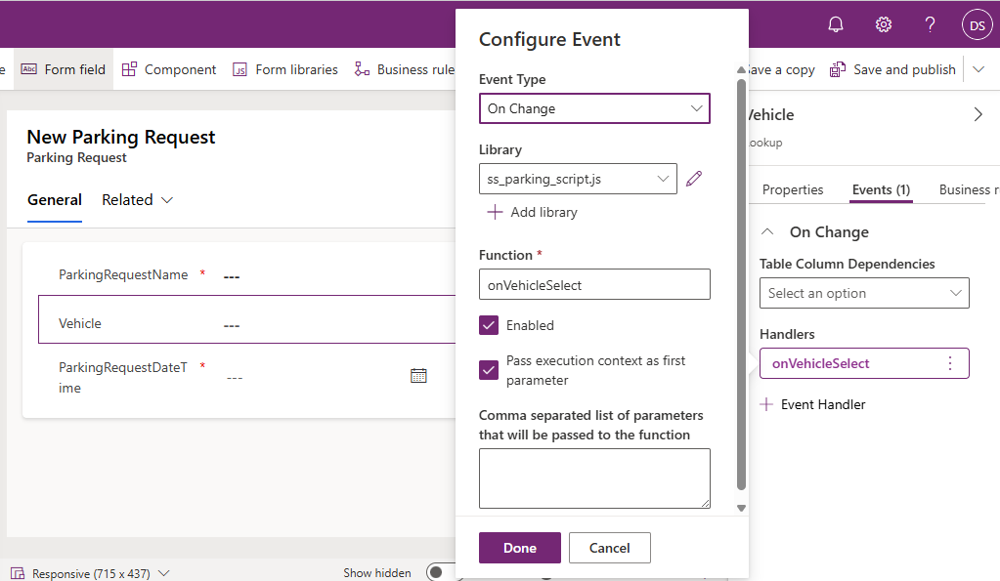 DS
Form field
Component
JS
Form libraries
Business rule
Save and publish
New Parking Request
Parking Request
General
Related
ParkingRequestName *
---
Vehicle
---
ParkingRequestDateT
ime
*
---
Responsive (715 x 437)
Show hidden
Configure Event
Event Type
On Change
Library
ss_parking_script.js
Add library
Function *
onVehicleSelect
Enabled
Pass execution context as first
parameter
Comma separated list of parameters
that will be passed to the function
Done
Cancel
ave a copy
ehicle
ookup
Properties
Events (1)
Business r
On Change
Table Column Dependencies
Select an option
Handlers
onVehicleSelect
Event Handler